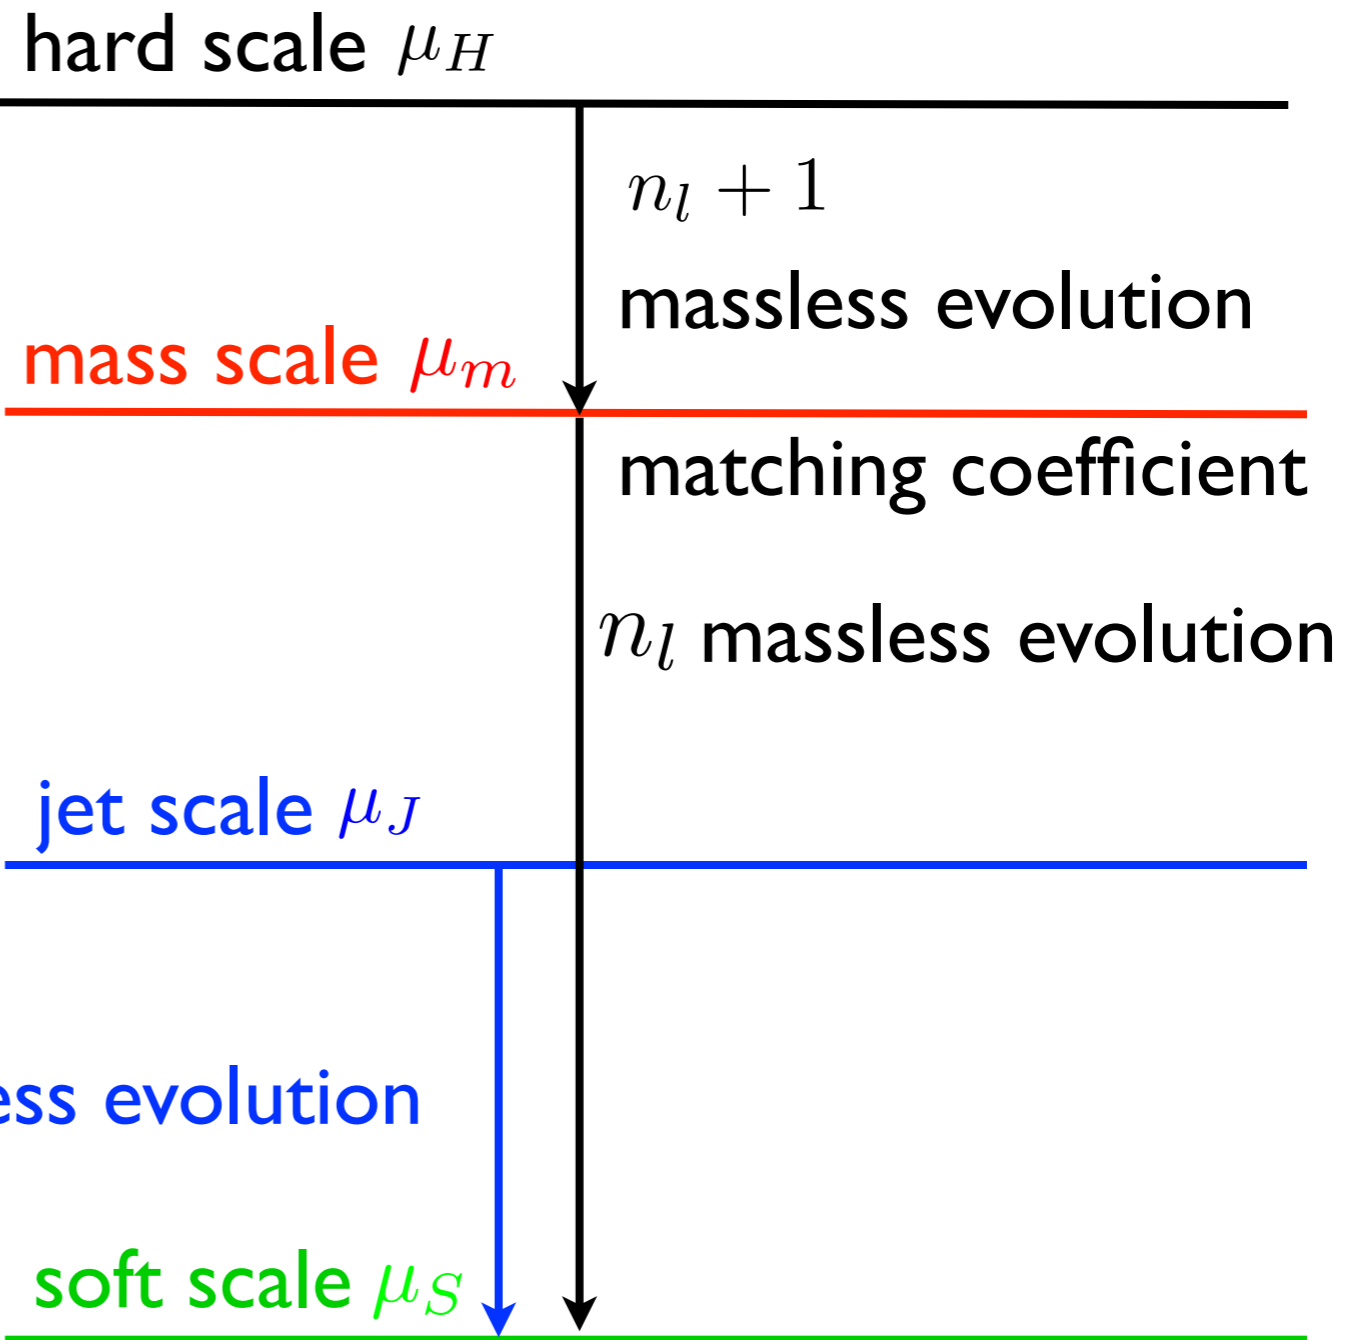 hard scale μ_H
n_l + 1
massless evolution
mass scale μ_m
matching coefficient
n_l massless evolution
jet scale μ_J
evolution
soft scale μ_S